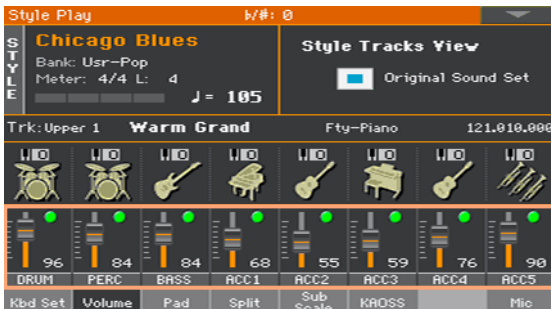 Style Play b/#: 0
STYLE
Chicago Blues
Bank: Usr-Pop
Meter: 4/4 L: 4
♩= 105
Style Tracks View
Original Sound Set
Trk:Upper 1 Warm Grand Fty-Piano 121.010.000
96 84 84 68 55 59 76 90
DRUM PERC BASS ACC1 ACC2 ACC3 ACC4 ACC5
Kbd Set Volume Pad Split Sub Scale KAOSS Mic